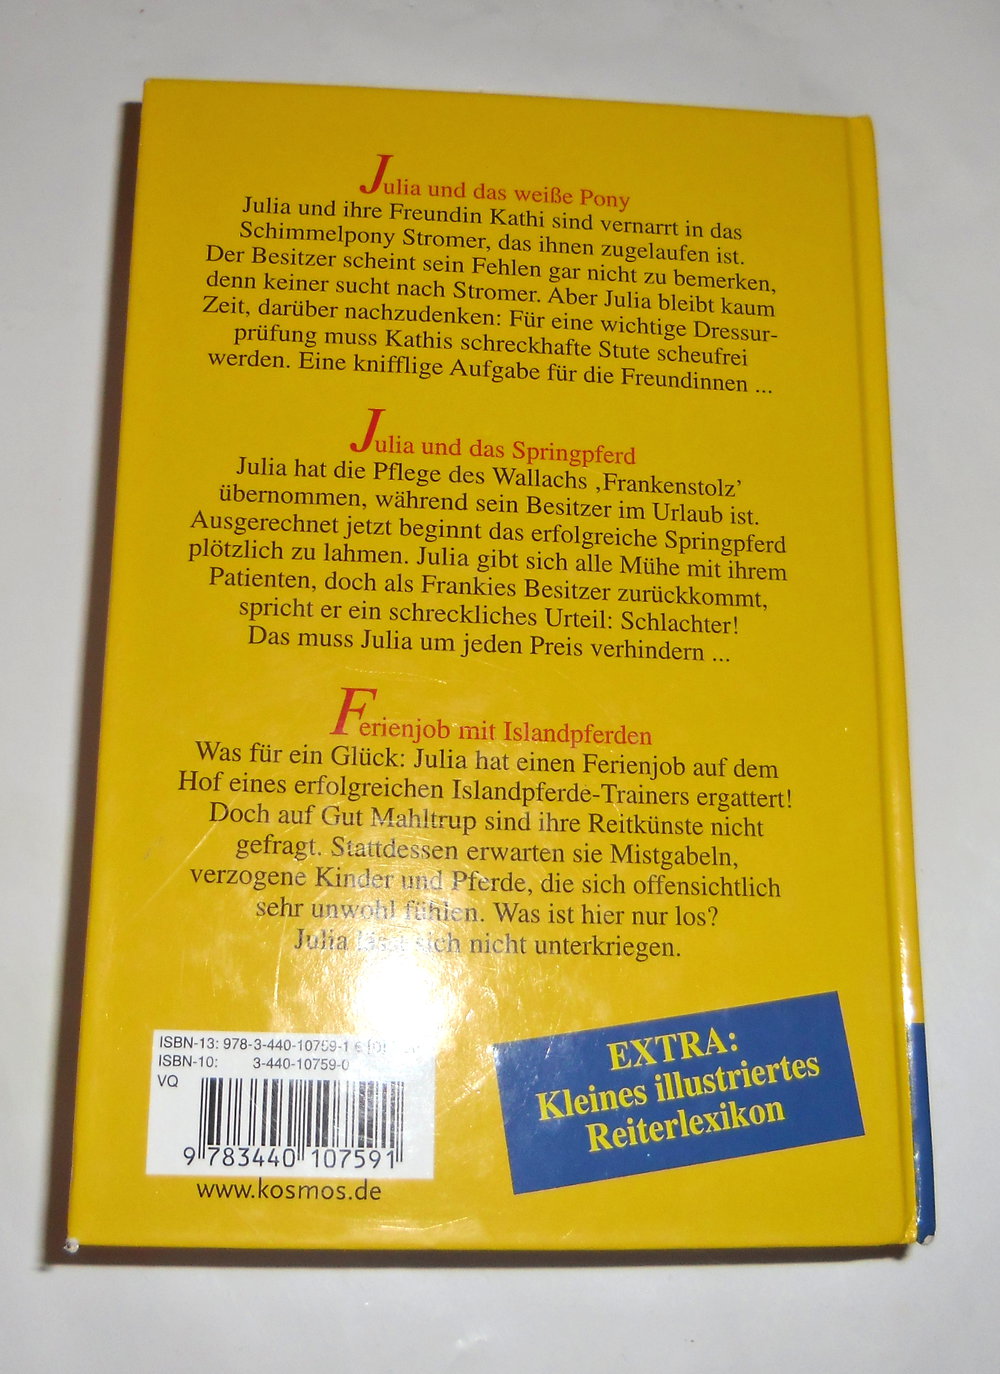 Julia und das weiße Pony
Julia und ihre Freundin Kathi sind vernarrt in das
Schimmelpony Stromer, das ihnen zugelaufen ist.
Der Besitzer scheint sein Fehlen gar nicht zu bemerken,
denn keiner sucht nach Stromer. Aber Julia bleibt kaum
Zeit, darüber nachzudenken: Für eine wichtige Dressur-
prüfung muss Kathis schreckhafte Stute scheufrei
werden. Eine knifflige Aufgabe für die Freundinnen ...
Julia und das Springpferd
Julia hat die Pflege des Wallachs ‚Frankenstolz’
übernommen, während sein Besitzer im Urlaub ist.
Ausgerechnet jetzt beginnt das erfolgreiche Springpferd
plötzlich zu lahmen. Julia gibt sich alle Mühe mit ihrem
Patienten, doch als Frankies Besitzer zurückkommt,
spricht er ein schreckliches Urteil: Schlachter!
Das muss Julia um jeden Preis verhindern ...
Ferienjob mit Islandpferden
Was für ein Glück: Julia hat einen Ferienjob auf dem
Hof eines erfolgreichen Islandpferde-Trainers ergattert!
Doch auf Gut Mahltrup sind ihre Reitkünste nicht
gefragt. Stattdessen erwarten sie Mistgabeln,
verzogene Kinder und Pferde, die sich offensichtlich
sehr unwohl fühlen. Was ist hier nur los?
Julia lässt sich nicht unterkriegen.
ISBN-13: 978-3-440-10759-1 €
ISBN-10: 3-440-10759-0
VQ
9 783440 107591
www.kosmos.de
EXTRA:
Kleines illustriertes
Reiterlexikon